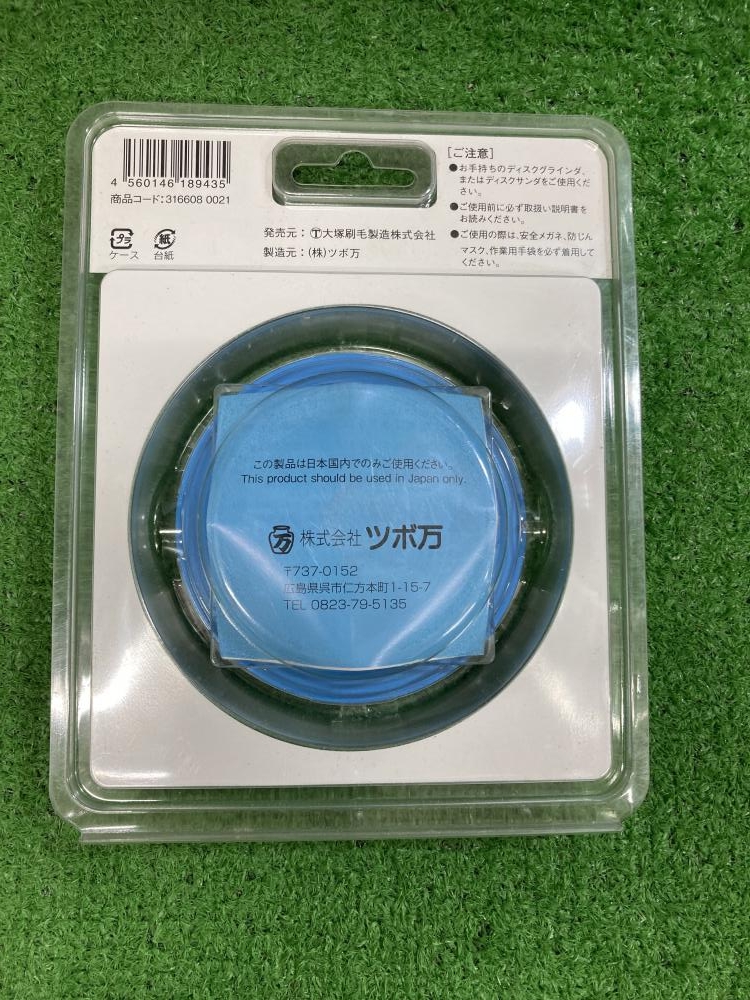 4 560146 189435
商品コード:316608 0021
プラ
ケース
紙
台紙
発売元:Ⓣ大塚刷毛製造株式会社
製造元:(株)ツボ万
[ご注意]
●お手持ちのディスクグラインダ、
またはディスクサンダをご使用くだ
さい。
●ご使用前に必ず取扱い説明書を
お読みください。
●ご使用の際は、安全メガネ、防じん
マスク、作業用手袋を必ず着用して
ください。
この製品は日本国内でのみご使用ください。
This product should be used in Japan only.
万 株式会社 ツボ万
〒737-0152
広島県呉市仁方本町1-15-7
TEL 0823-79-5135